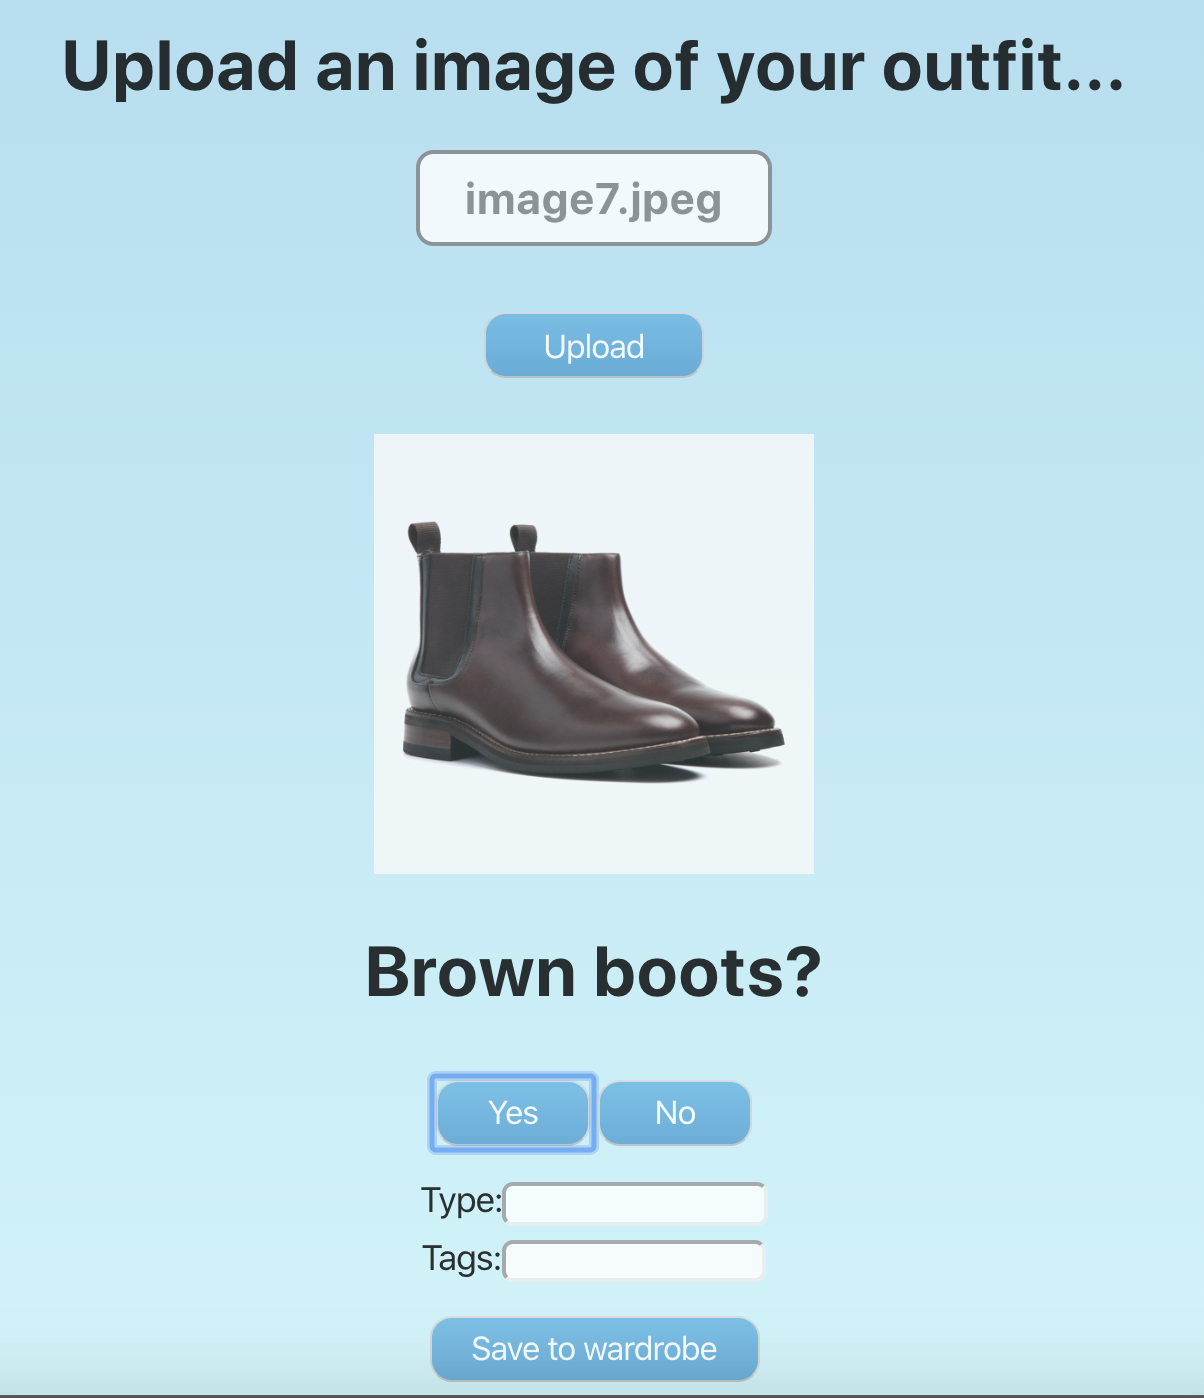 Upload an image of your outfit...
image7.jpeg
Upload
Brown boots?
Yes No
Type:
Tags:
Save to wardrobe